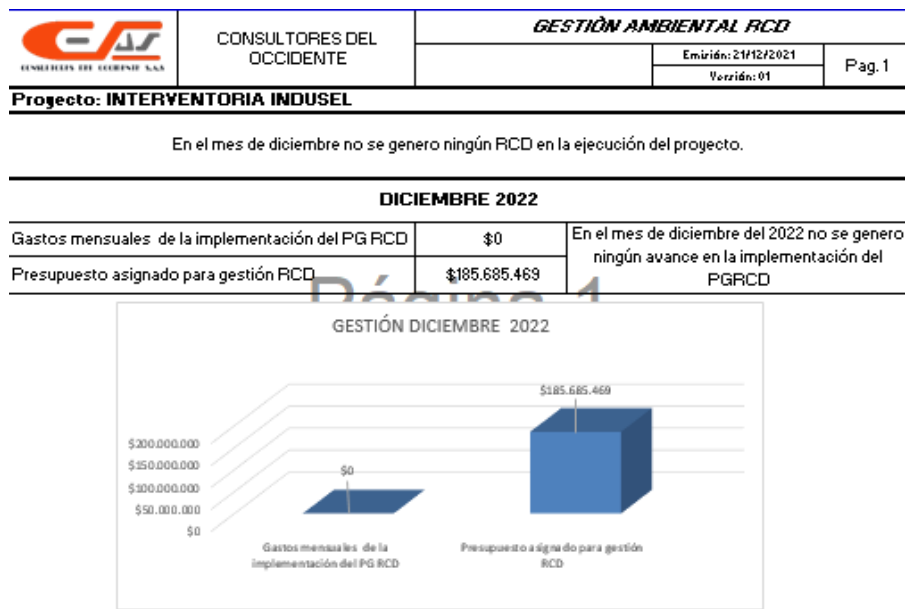 CONSULTORES DEL OCCIDENTE S.A.S
CONSULTORES DEL
OCCIDENTE
GESTIÒN AMBIENTAL RCD
Emisión: 21/12/2021
Versión: 01
Pag. 1
Proyecto: INTERVENTORIA INDUSEL
En el mes de diciembre no se genero ningún RCD en la ejecución del proyecto.
DICIEMBRE 2022
Gastos mensuales de la implementación del PG RCD
$0
Presupuesto asignado para gestión RCD
$185.685.469
En el mes de diciembre del 2022 no se genero
ningún avance en la implementación del
PGRCD
Página 1
GESTIÓN DICIEMBRE 2022
$200.000.000
$150.000.000
$100.000.000
$50.000.000
$0
$0
$185.685.469
Gastos mensuales de la
implementación del PG RCD
Presupuesto asignado para gestión
RCD